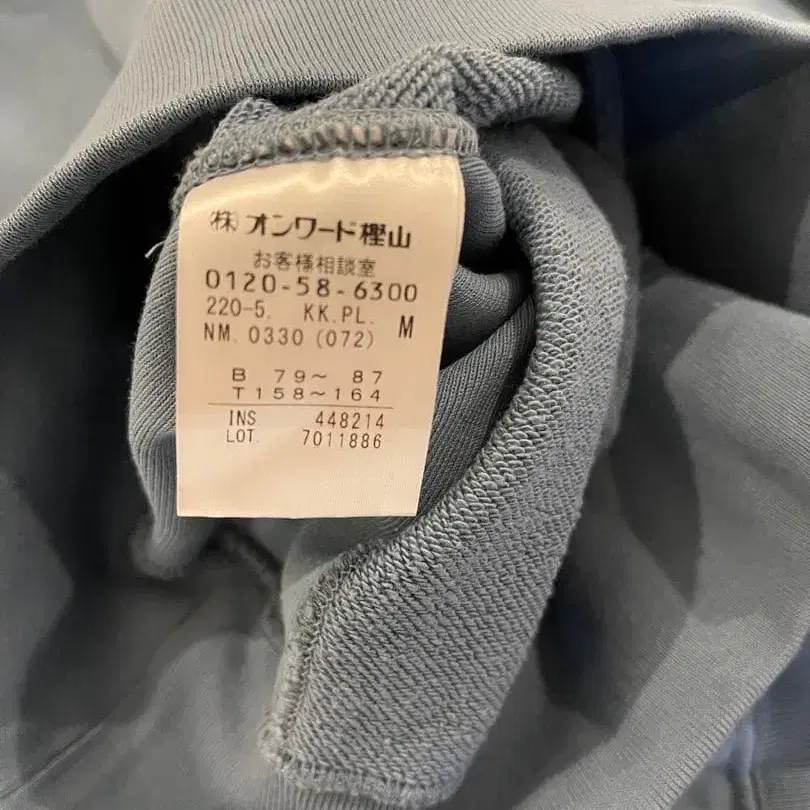 ㈱オンワード樫山
お客様相談室
0120-58-6300
220-5. KK.PL. M
NM. 0330 (072)
B 79～ 87
T 158～164
INS 448214
LOT. 7011886